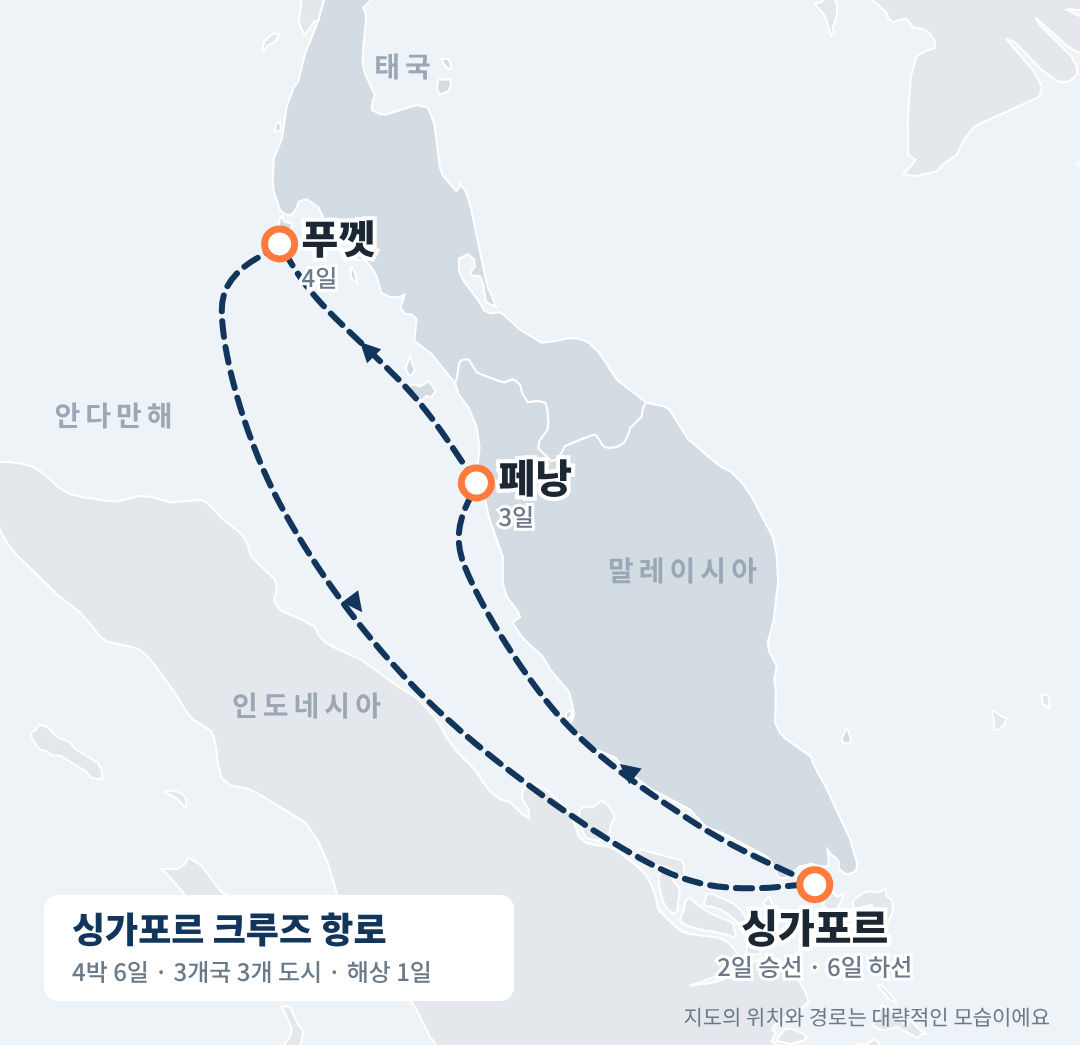 태국
푸껫
4일
안다만해
페낭
3일
말레이시아
인도네시아
싱가포르
2일 승선 · 6일 하선
싱가포르 크루즈 항로
4박 6일 · 3개국 3개 도시 · 해상 1일
지도의 위치와 경로는 대략적인 모습이에요